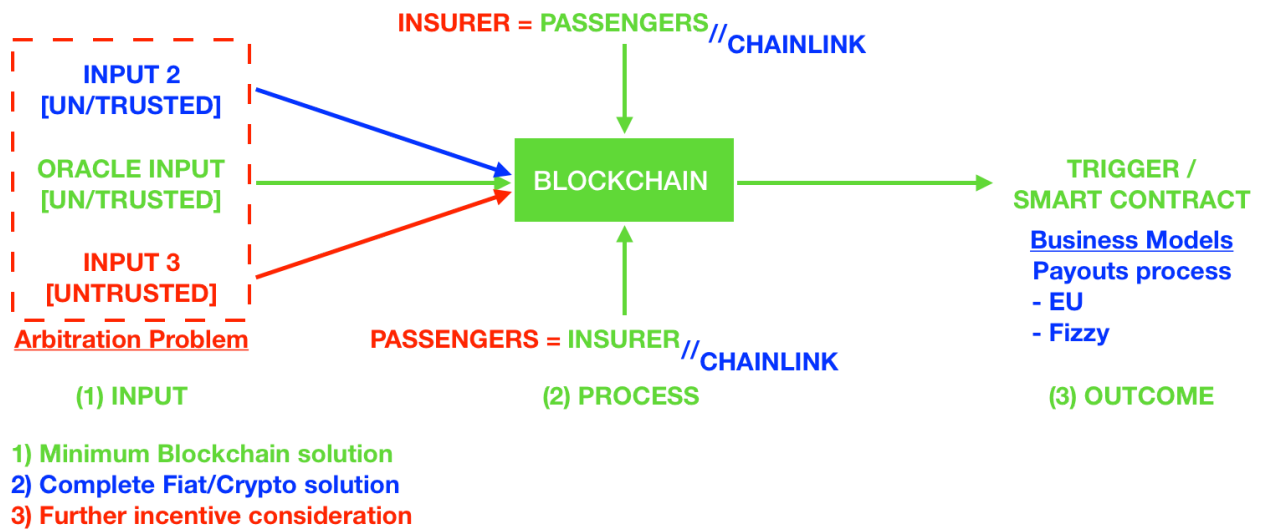 INSURER = PASSENGERS//CHAINLINK
INPUT 2
[UN/TRUSTED]
ORACLE INPUT
[UN/TRUSTED]
INPUT 3
[UNTRUSTED]
Arbitration Problem
BLOCKCHAIN
TRIGGER /
SMART CONTRACT
Business Models
Payouts process
- EU
- Fizzy
PASSENGERS = INSURER//CHAINLINK
(1) INPUT
(2) PROCESS
(3) OUTCOME
1) Minimum Blockchain solution
2) Complete Fiat/Crypto solution
3) Further incentive consideration